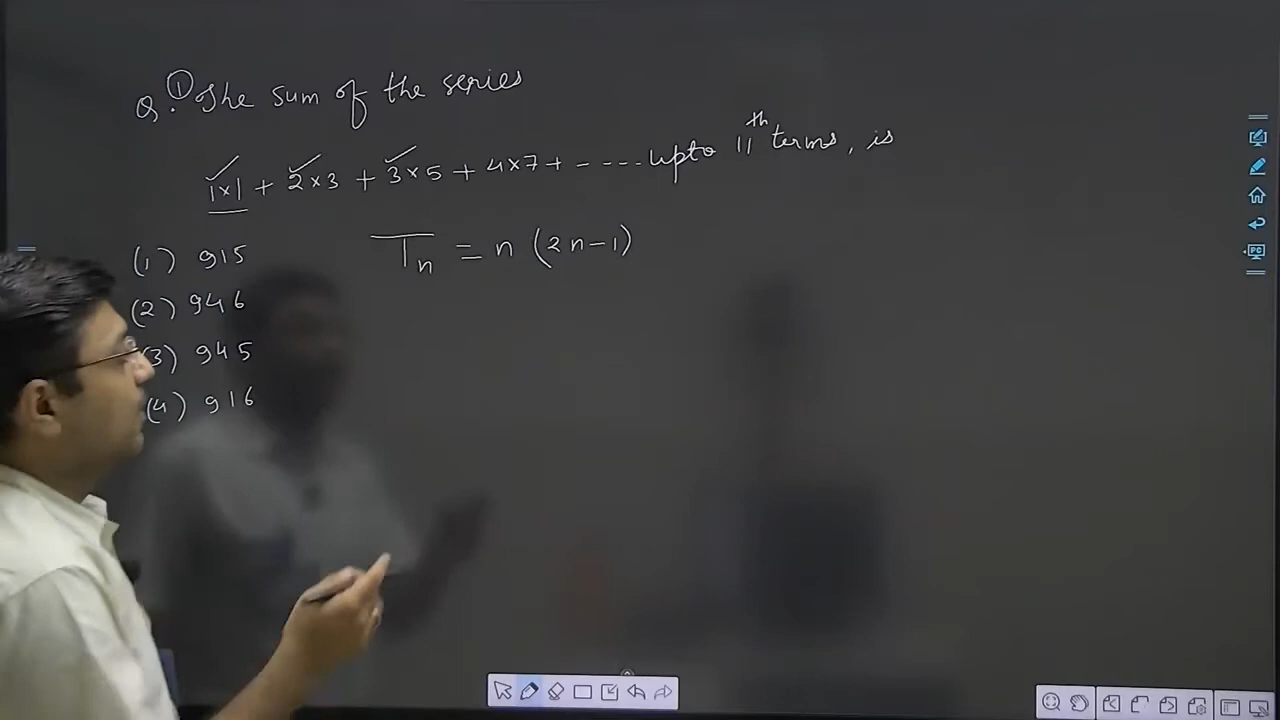 Q. ① The sum of the series
1×1 + 2×3 + 3×5 + 4×7 + - ---- upto 11th terms, is
Tn = n (2n-1)
(1) 915
(2) 946
(3) 945
(4) 916